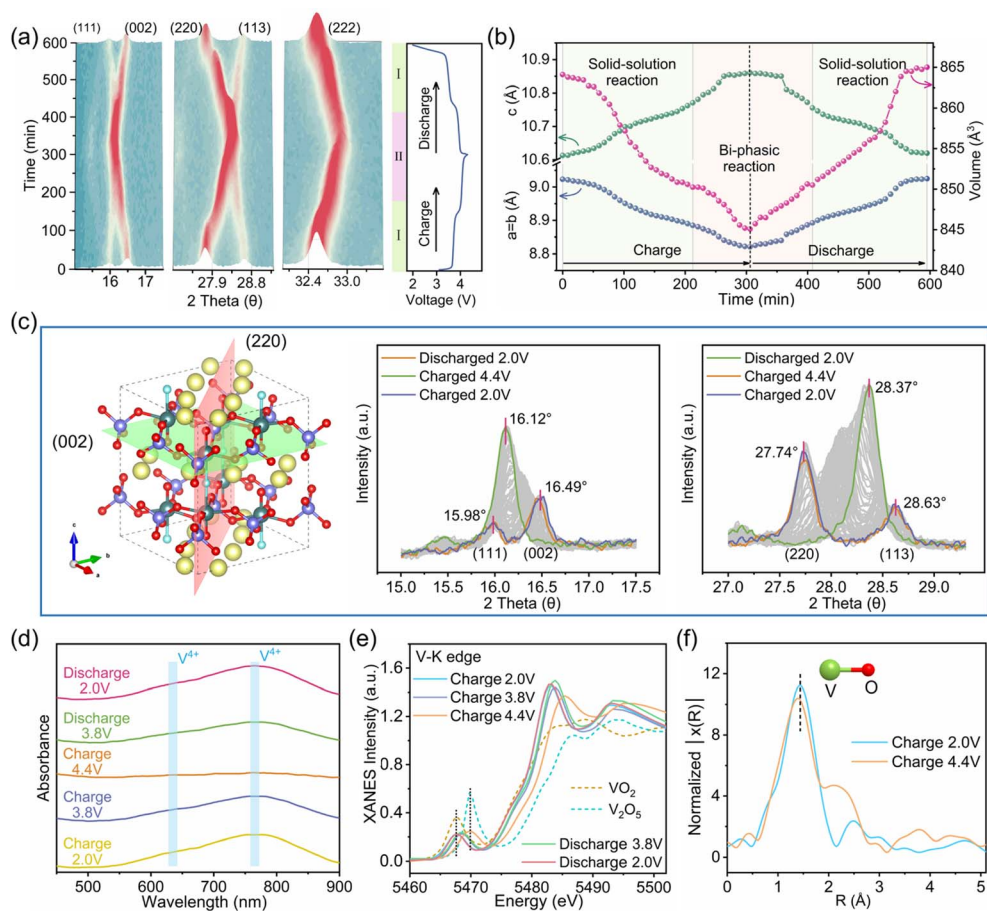 (a)
(111)
(002)
(220)
(113)
(222)
Time (min)
600
500
400
300
200
100
0
16
17
27.9
28.8
32.4
33.0
2 Theta (θ)
I
II
I
Discharge
Charge
2
3
4
Voltage (V)
(b)
c (Å)
a=b (Å)
10.9
10.8
10.7
10.6
9.0
8.9
8.8
Solid-solution
reaction
Bi-phasic
reaction
Solid-solution
reaction
Charge
Discharge
865
860
855
850
845
840
Volume (Å³)
0
100
200
300
400
500
600
Time (min)
(c)
(220)
(002)
c
b
a
Intensity (a.u.)
Discharged 2.0V
Charged 4.4V
Charged 2.0V
16.12°
16.49°
15.98°
(111)
(002)
15.0
15.5
16.0
16.5
17.0
17.5
2 Theta (θ)
Intensity (a.u.)
Discharged 2.0V
Charged 4.4V
Charged 2.0V
28.37°
27.74°
28.63°
(220)
(113)
27.0
27.5
28.0
28.5
29.0
2 Theta (θ)
(d)
Absorbance
V⁴⁺
V⁴⁺
Discharge
2.0V
Discharge
3.8V
Charge
4.4V
Charge
3.8V
Charge
2.0V
500
600
700
800
900
Wavelength (nm)
(e)
XANES Intensity (a.u.)
1.6
1.2
0.8
0.4
0.0
V-K edge
Charge 2.0V
Charge 3.8V
Charge 4.4V
VO₂
V₂O₅
Discharge 3.8V
Discharge 2.0V
5460
5470
5480
5490
5500
Energy (eV)
(f)
Normalized | x(R)|
12
8
4
0
V
O
Charge 2.0V
Charge 4.4V
0
1
2
3
4
5
R (Å)